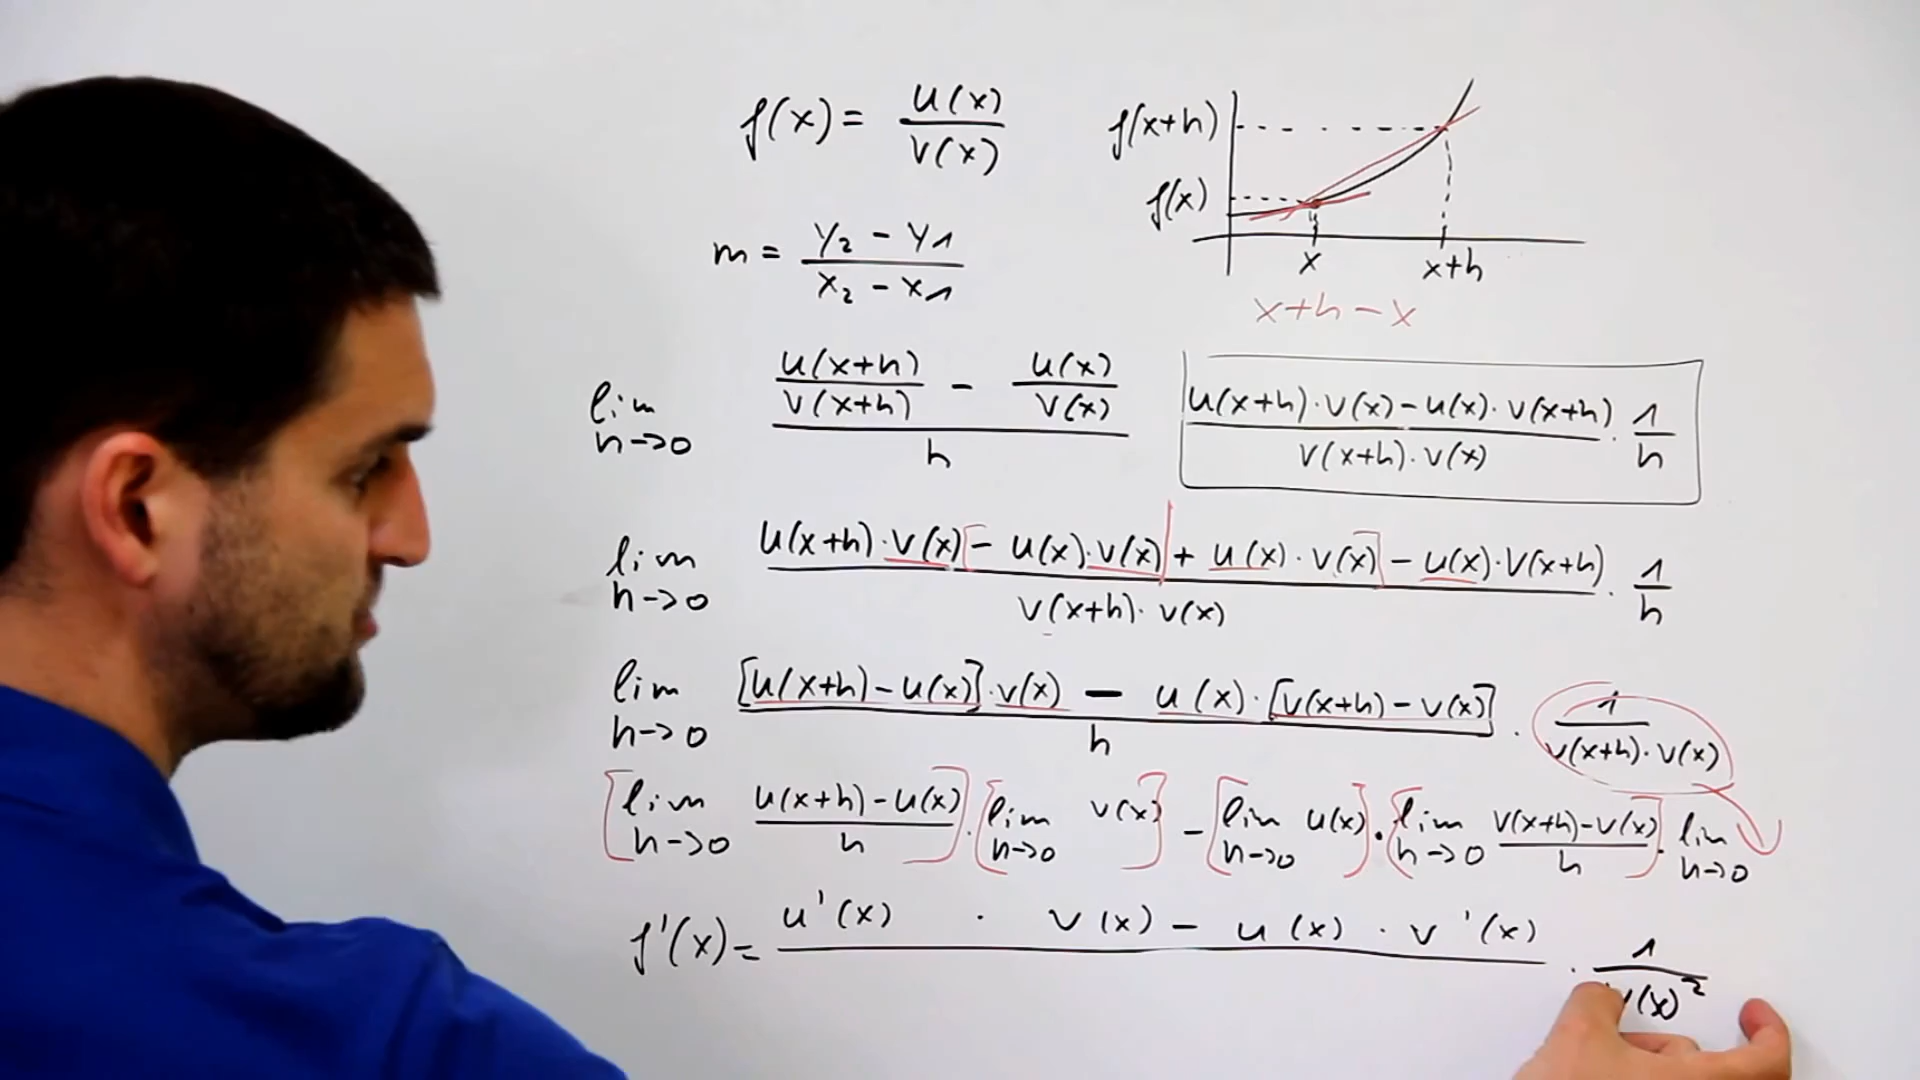 f(x) = u(x) / v(x)
f(x+h)
f(x)
x x+h
x+h-x
m = y₂ - y₁ / x₂ - x₁
lim h→0 u(x+h)/v(x+h) - u(x)/v(x) / h
u(x+h)·v(x) - u(x)·v(x+h) / v(x+h)·v(x) · 1/h
lim h→0 u(x+h)·v(x) - u(x)·v(x) + u(x)·v(x) - u(x)·v(x+h) / v(x+h)·v(x) · 1/h
lim h→0 [u(x+h) - u(x)]·v(x) - u(x)·[v(x+h) - v(x)] / h · 1 / v(x+h)·v(x)
[lim h→0 u(x+h) - u(x) / h]·[lim h→0 v(x)] - [lim h→0 u(x)]·[lim h→0 v(x+h) - v(x) / h]·lim h→0
f'(x) = u'(x) · v(x) - u(x) · v'(x) · 1 / v(x)²